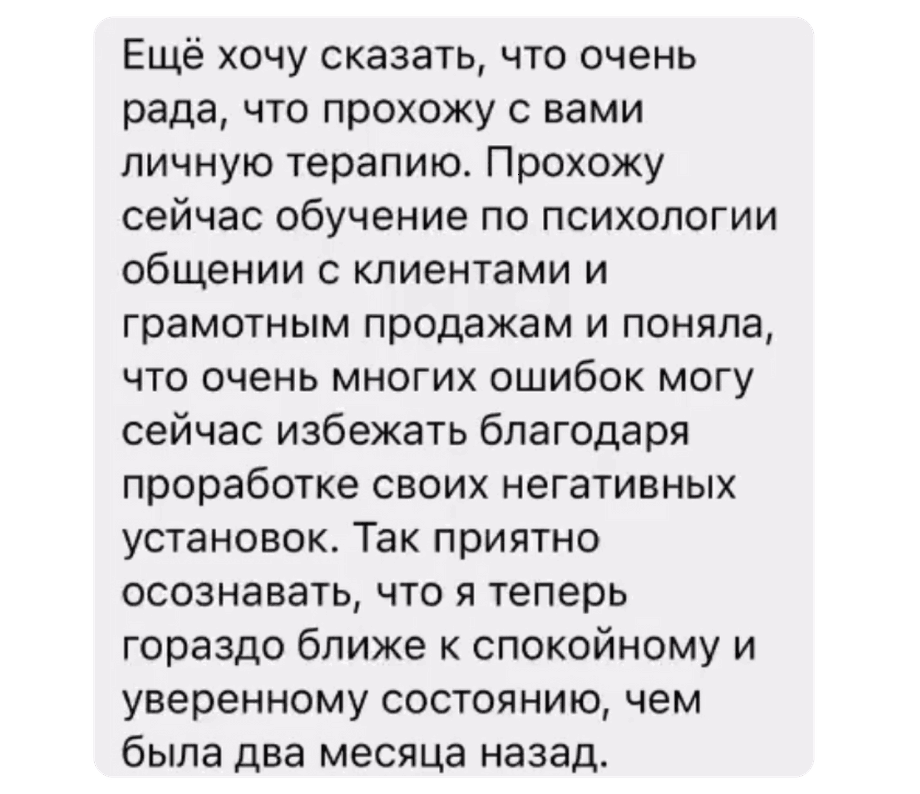 Ещё хочу сказать, что очень
рада, что прохожу с вами
личную терапию. Прохожу
сейчас обучение по психологии
общении с клиентами и
грамотным продажам и поняла,
что очень многих ошибок могу
сейчас избежать благодаря
проработке своих негативных
установок. Так приятно
осознавать, что я теперь
гораздо ближе к спокойному и
уверенному состоянию, чем
была два месяца назад.